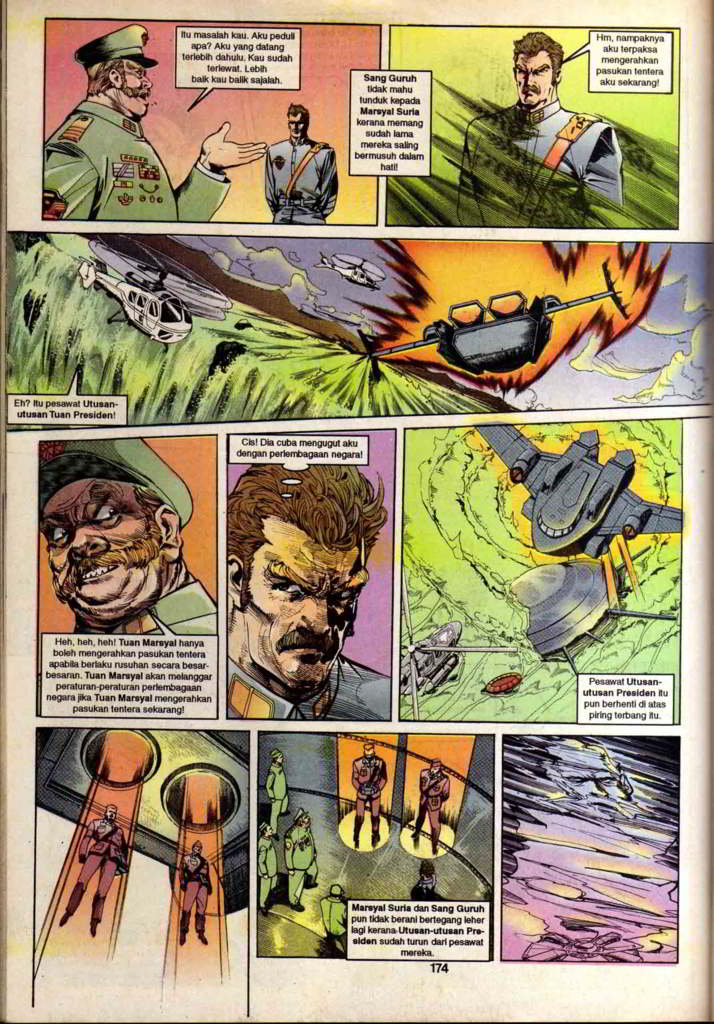 Itu masalah kau. Aku peduli
apa? Aku yang datang
terlebih dahulu. Kau sudah
terlewat. Lebih
baik kau balik sajalah.
Sang Guruh
tidak mahu
tunduk kepada
Marsyal Suria
kerana memang
sudah lama
mereka saling
bermusuh dalam
hati!
Hm, nampaknya
aku terpaksa
mengerahkan
pasukan tentera
aku sekarang!
Eh? Itu pesawat Utusan-
utusan Tuan Presiden!
Heh, heh, heh! Tuan Marsyal hanya
boleh mengerahkan pasukan tentera
apabila berlaku rusuhan secara besar-
besaran. Tuan Marsyal akan melanggar
peraturan-peraturan perlembagaan
negara jika Tuan Marsyal mengerahkan
pasukan tentera sekarang!
Cis! Dia cuba mengugut aku
dengan perlembagaan negara!
Pesawat Utusan-
utusan Presiden itu
pun berhenti di atas
piring terbang itu.
Marsyal Suria dan Sang Guruh
pun tidak berani bertegang leher
lagi kerana Utusan-utusan Pre-
siden sudah turun dari pesawat
mereka.
174